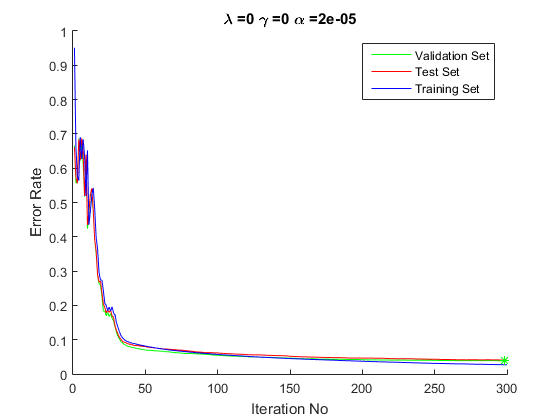 λ =0 γ =0 α =2e-05
Validation Set
Test Set
Training Set
1
0.9
0.8
0.7
0.6
0.5
0.4
0.3
0.2
0.1
0
Error Rate
0 50 100 150 200 250 300
Iteration No